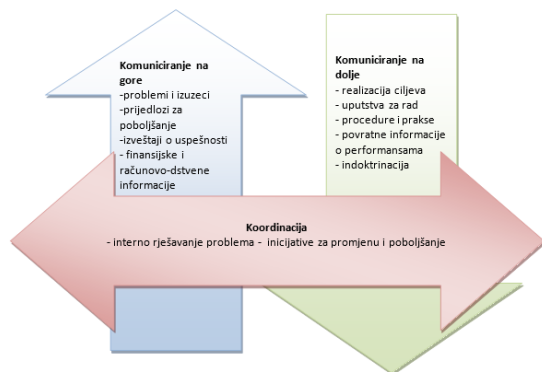 Komuniciranje na
gore
-problemi i izuzeci
-prijedlozi za
poboljšanje
-izveštaji o uspešnosti
- finansijske i
računovo-dstvene
informacije
Komuniciranje na
dolje
- realizacija ciljeva
- uputstva za rad
- procedure i prakse
- povratne informacije
o performansama
- indoktrinacija
Koordinacija
- interno rješavanje problema - inicijative za promjenu i poboljšanje